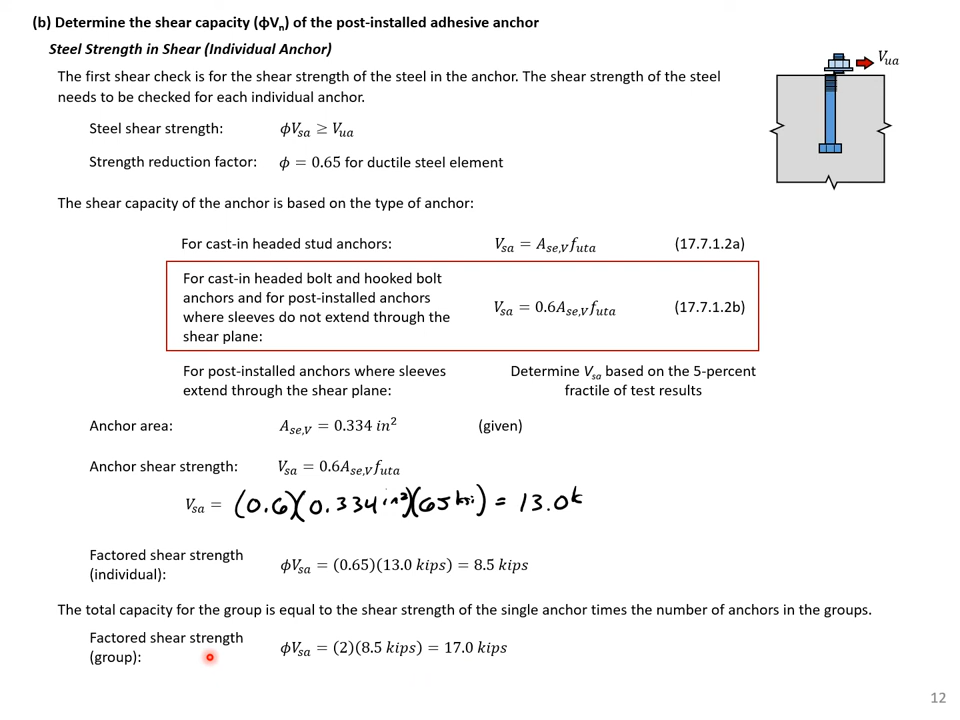 (b) Determine the shear capacity (ϕVn) of the post-installed adhesive anchor
Steel Strength in Shear (Individual Anchor)
The first shear check is for the shear strength of the steel in the anchor. The shear strength of the steel
needs to be checked for each individual anchor.
Vua
Steel shear strength: ϕVsa ≥ Vua
Strength reduction factor: ϕ = 0.65 for ductile steel element
The shear capacity of the anchor is based on the type of anchor:
For cast-in headed stud anchors: Vsa = Ase,V futa (17.7.1.2a)
For cast-in headed bolt and hooked bolt
anchors and for post-installed anchors
where sleeves do not extend through the
shear plane:
Vsa = 0.6Ase,V futa (17.7.1.2b)
For post-installed anchors where sleeves
extend through the shear plane:
Determine Vsa based on the 5-percent
fractile of test results
Anchor area: Ase,V = 0.334 in² (given)
Anchor shear strength: Vsa = 0.6Ase,V futa
Vsa = (0.6)(0.334 in²)(65 ksi) = 13.0k
Factored shear strength
(individual):
ϕVsa = (0.65)(13.0 kips) = 8.5 kips
The total capacity for the group is equal to the shear strength of the single anchor times the number of anchors in the groups.
Factored shear strength
(group):
ϕVsa = (2)(8.5 kips) = 17.0 kips
12